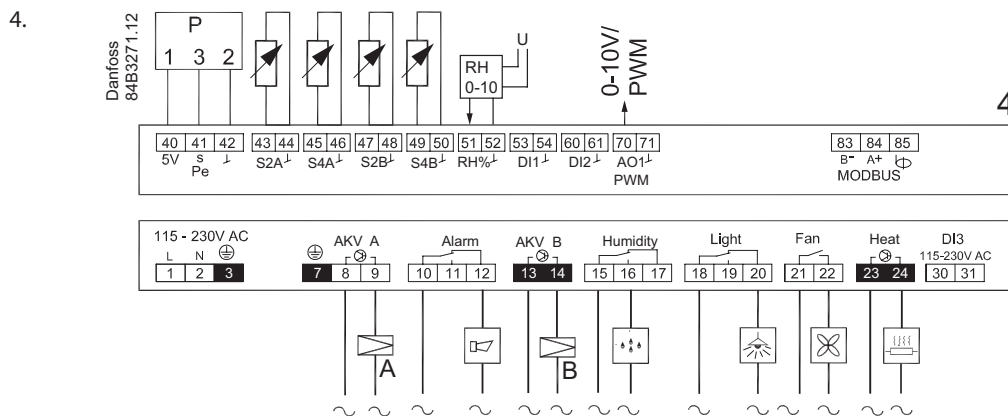 4.
Danfoss
84B3271.12
P
1 3 2
RH
0-10
U
0-10V/
PWM
4
40 41 42 43 44 45 46 47 48 49 50 51 52 53 54 60 61 70 71 83 84 85
5V s S2A S4A S2B S4B RH% DI1 DI2 AO1 B- A+
Pe PWM MODBUS
115 - 230V AC AKV A Alarm AKV B Humidity Light Fan Heat DI3
L N 115-230V AC
1 2 3 7 8 9 10 11 12 13 14 15 16 17 18 19 20 21 22 23 24 30 31
A B